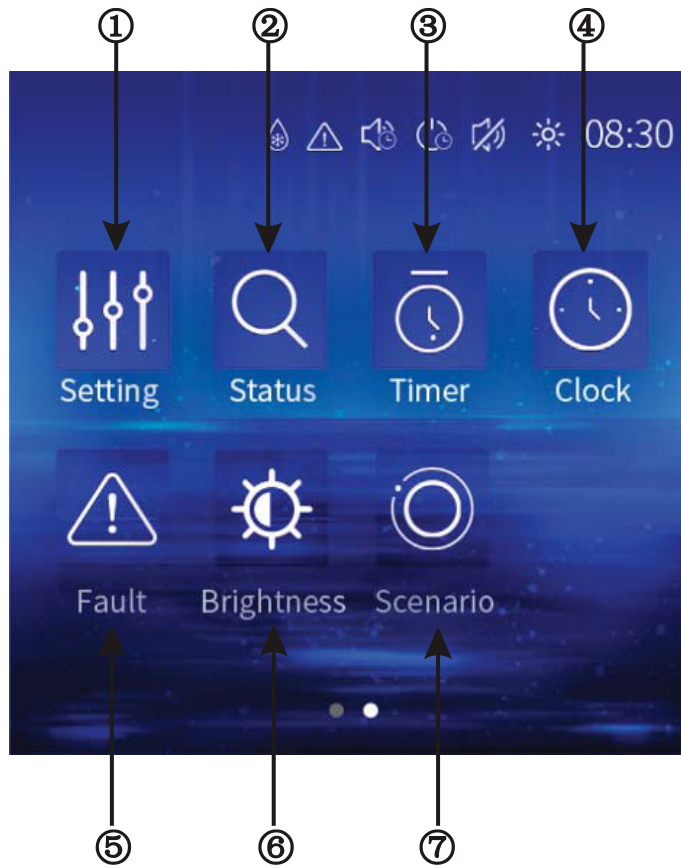 ① ② ③ ④
08:30
Setting Status Timer Clock
Fault Brightness Scenario
⑤ ⑥ ⑦